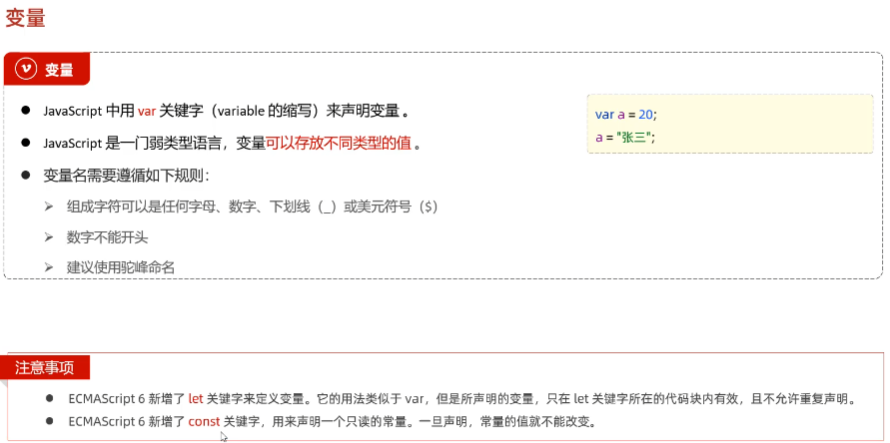 变量
变量
JavaScript 中用 var 关键字（variable 的缩写）来声明变量 。
JavaScript 是一门弱类型语言，变量可以存放不同类型的值 。
变量名需要遵循如下规则：
组成字符可以是任何字母、数字、下划线（_）或美元符号（$）
数字不能开头
建议使用驼峰命名
var a = 20;
a = "张三";
注意事项
ECMAScript 6 新增了 let 关键字来定义变量。它的用法类似于 var，但是所声明的变量，只在 let 关键字所在的代码块内有效，且不允许重复声明。
ECMAScript 6 新增了 const 关键字，用来声明一个只读的常量。一旦声明，常量的值就不能改变。